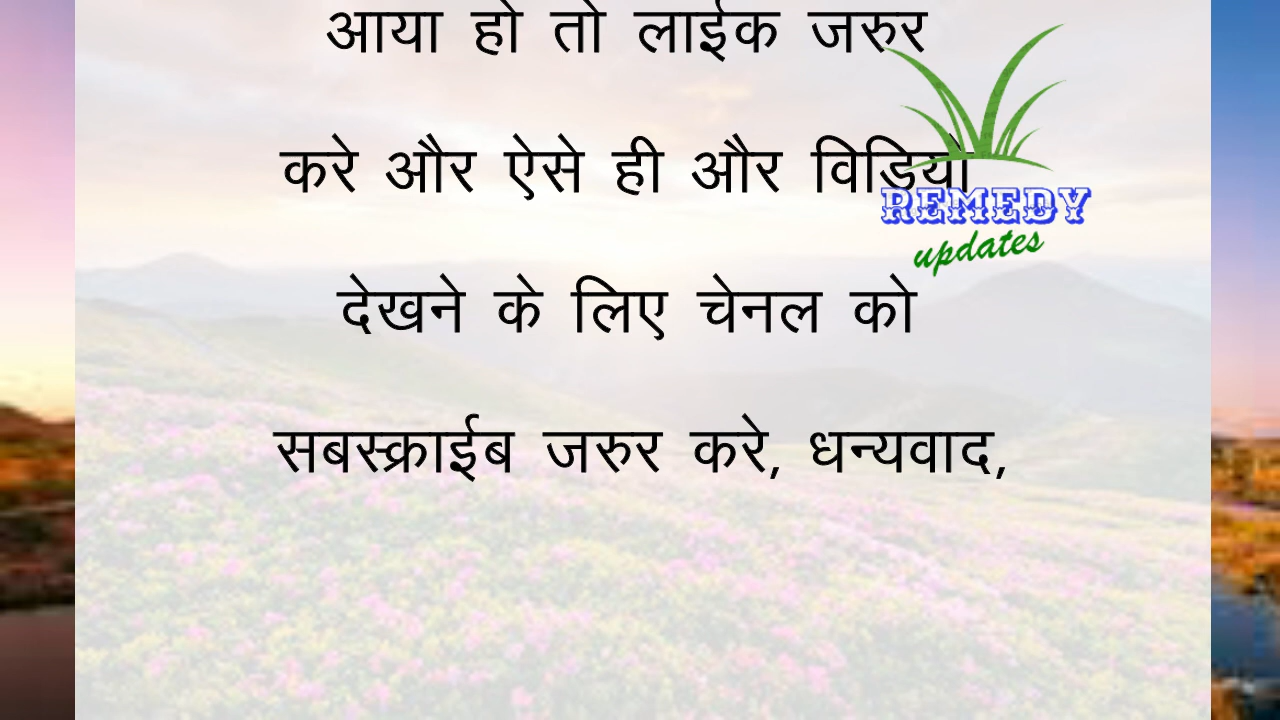 आया हो तो लाईक जरुर
करे और ऐसे ही और विडियो
REMEDY
updates
देखने के लिए चेनल को
सबस्क्राईब जरुर करे, धन्यवाद,